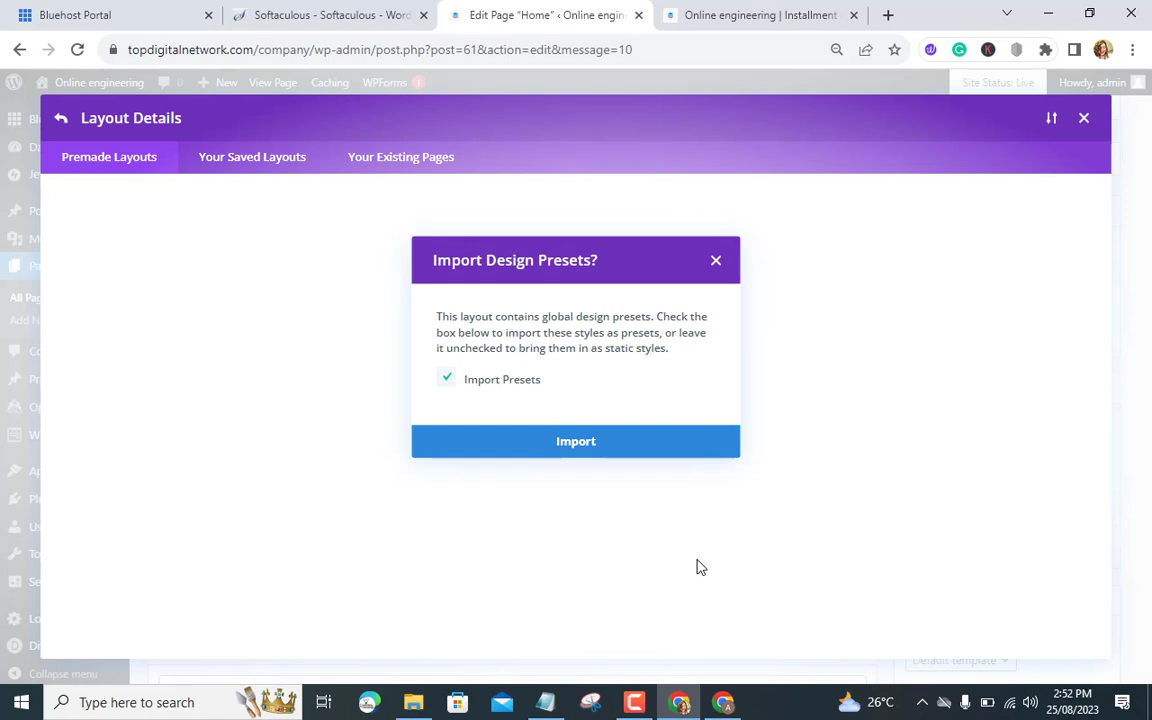 Bluehost Portal
Softaculous - Softaculous - Wor
Edit Page “Home” ‹ Online engin
Online engineering | Installment
topdigitalnetwork.com/company/wp-admin/post.php?post=61&action=edit&message=10
Online engineering
0
New
View Page
Caching
WPForms
Site Status: Live
Howdy, admin
Layout Details
Premade Layouts
Your Saved Layouts
Your Existing Pages
Import Design Presets?
This layout contains global design presets. Check the
box below to import these styles as presets, or leave
it unchecked to bring them in as static styles.
Import Presets
Import
All Pag
Add N
Collapse menu
Default template
Type here to search
26°C
2:52 PM
25/08/2023